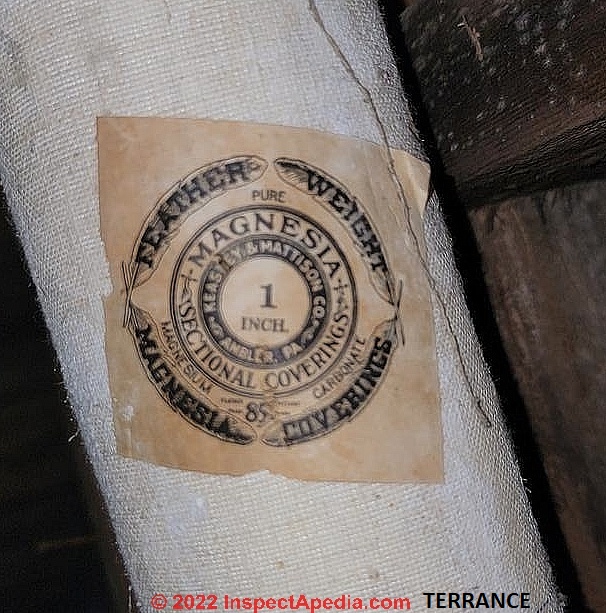 FEATHER WEIGHT
PURE
MAGNESIA
KEASBEY & MATTISON CO.
1
INCH.
AMBLER, PA
SECTIONAL COVERINGS
MAGNESIUM CARBONATE
85
MAGNESIA COVERINGS
© 2022 InspectApedia.com TERRANCE